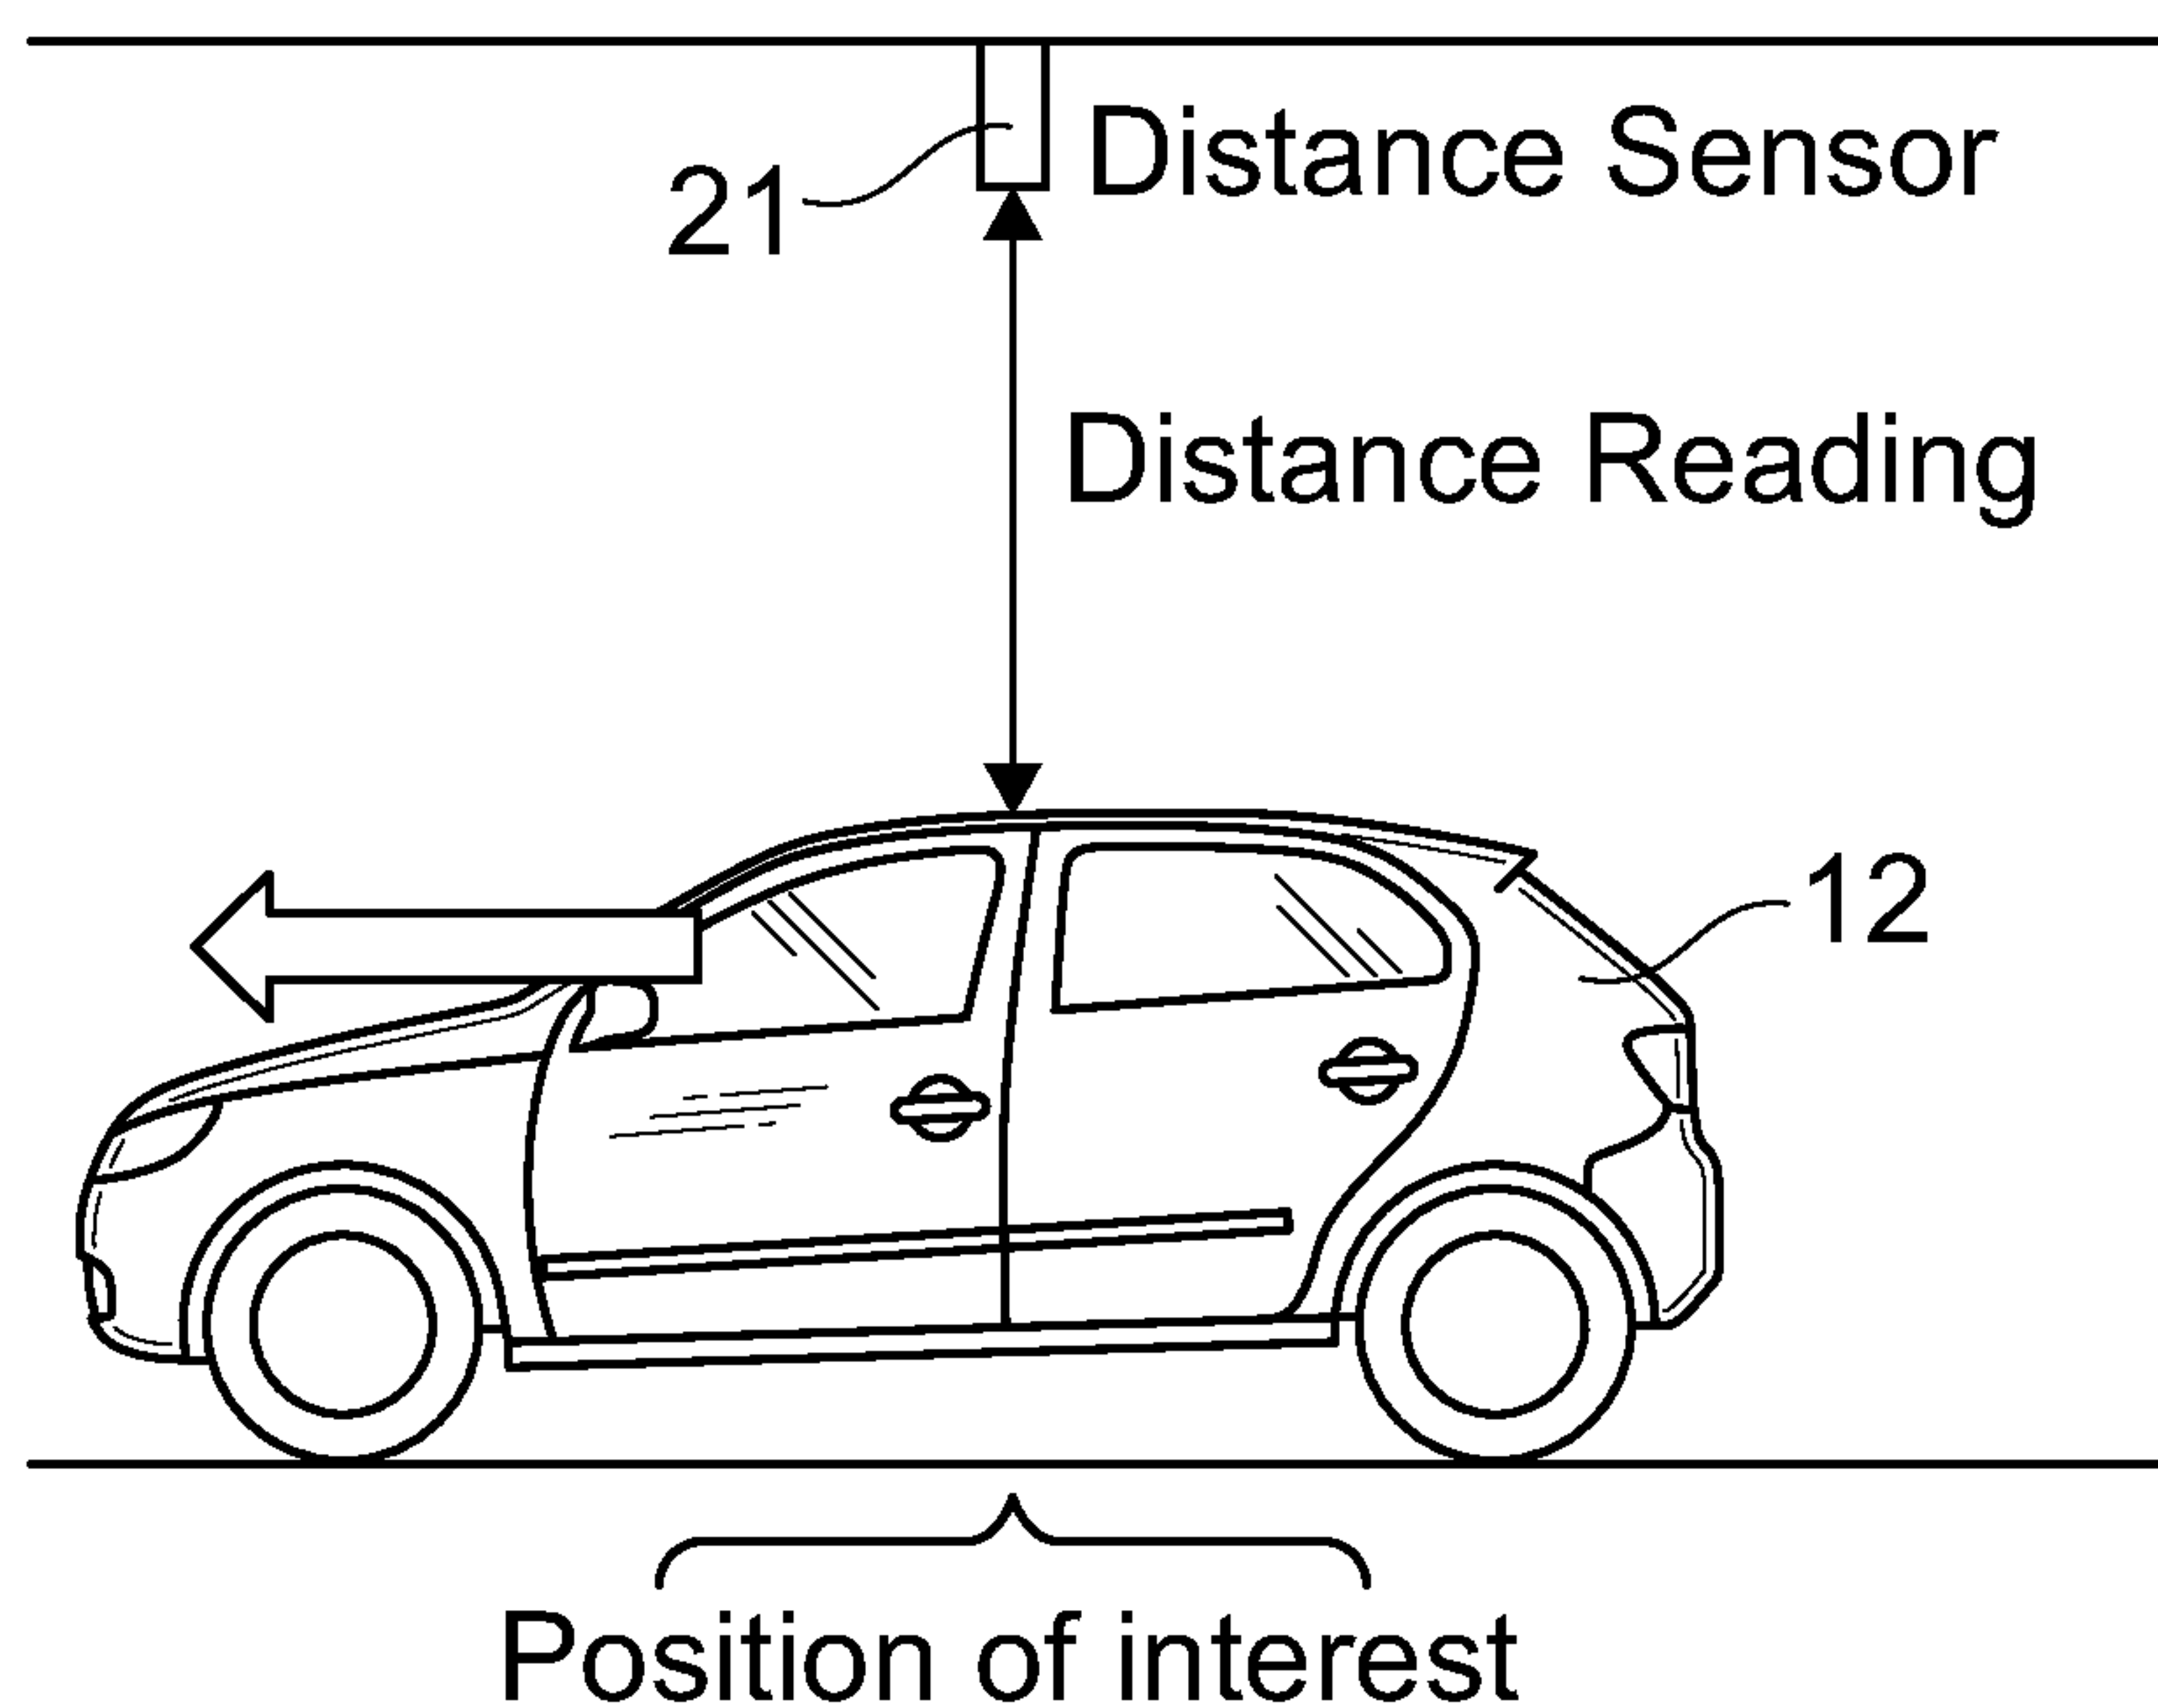 Distance Sensor
21
Distance Reading
12
Position of interest